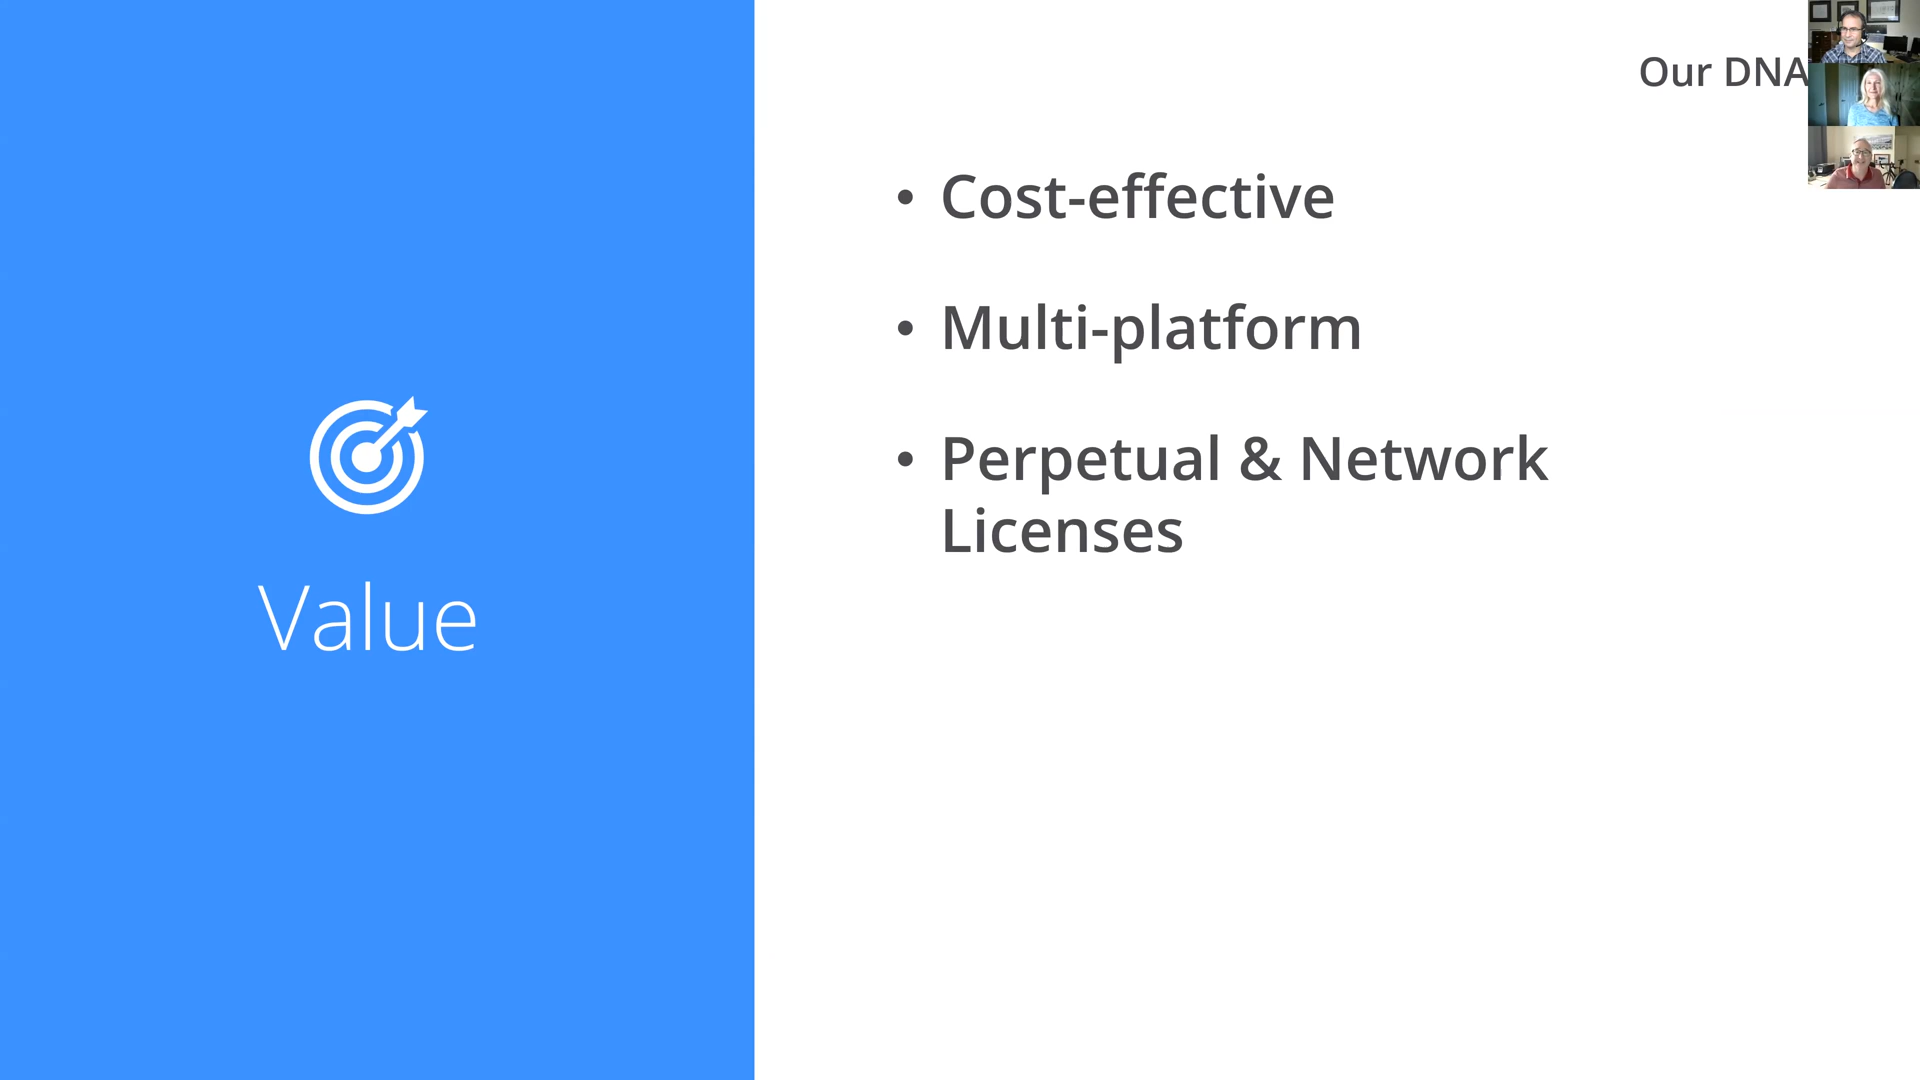 Our DNA
Value
• Cost-effective
• Multi-platform
• Perpetual & Network
Licenses